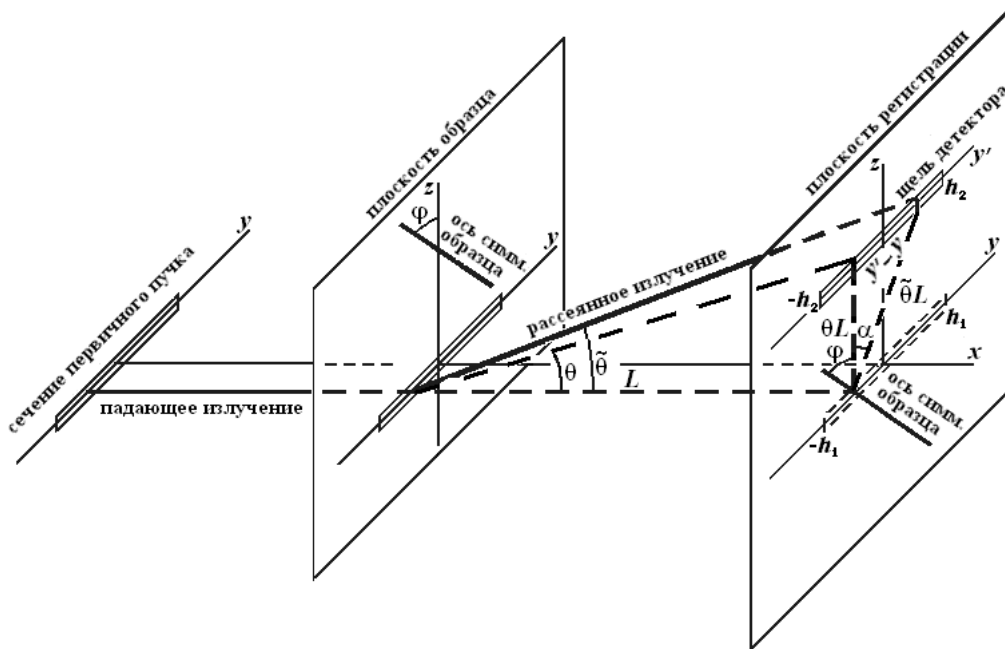 сечение первичного пучка
y
падающее излучение
плоскость образца
z
φ
ось симм.
образца
y
рассеянное излучение
θ
θ̃
L
плоскость регистрации
щель детектора
z
y'
h₂
y'-y
-h₂
θL
α
θ̃L
y
h₁
φ
x
ось симм.
образца
-h₁